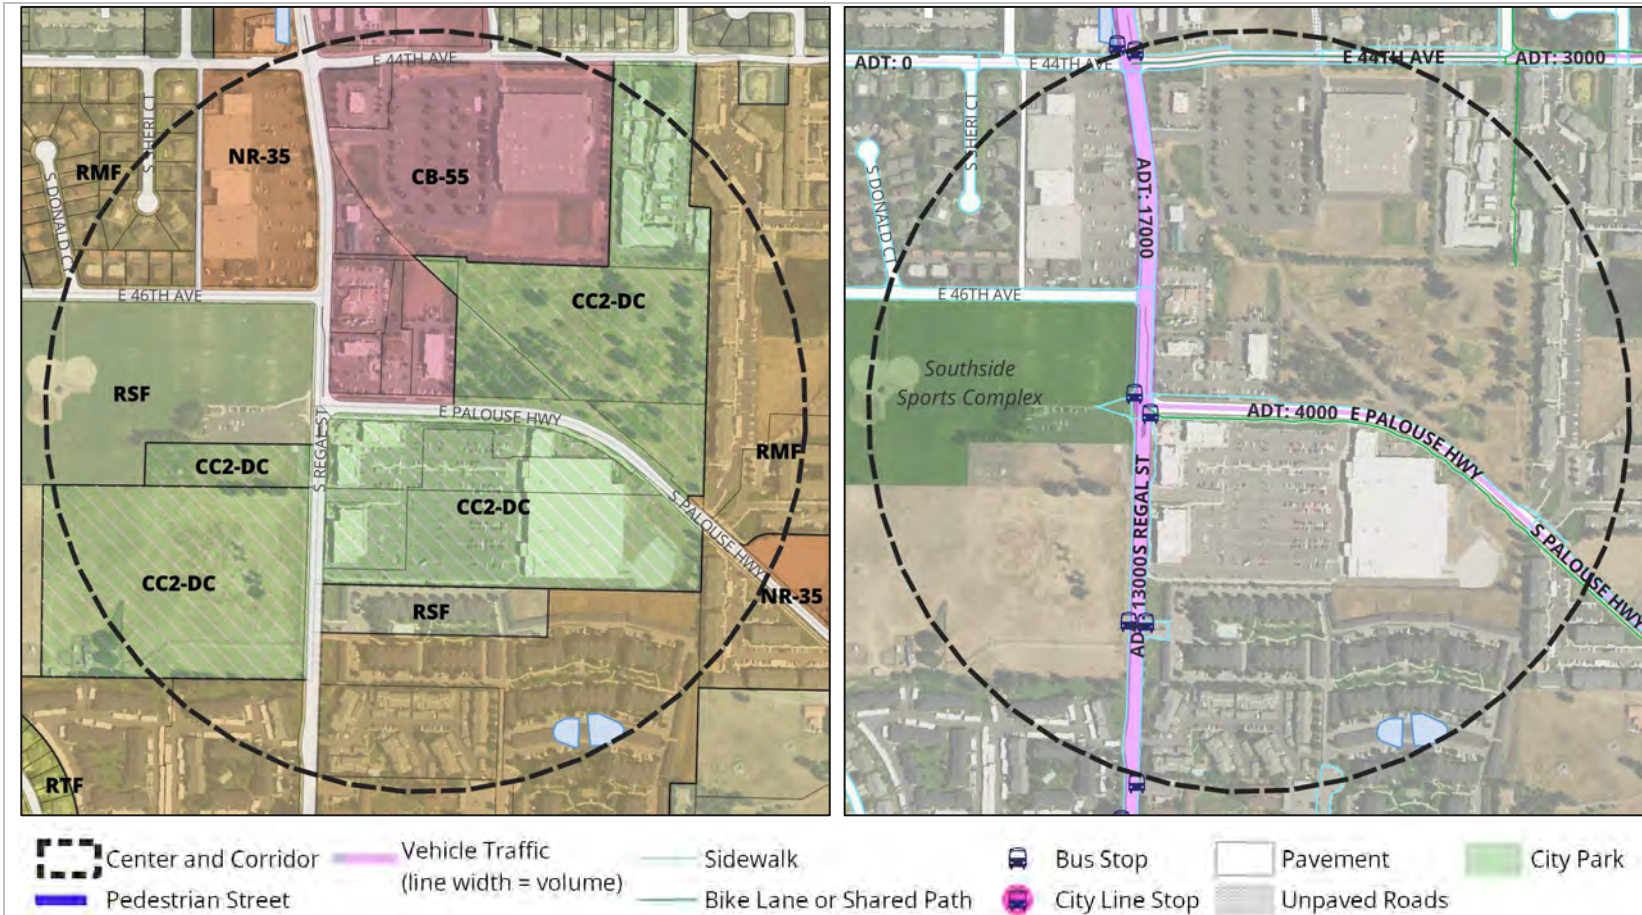 E 44TH AVE
S SHERI CT
NR-35
RMF
CB-55
S DONALD CT
E 46TH AVE
CC2-DC
RSF
E PALOUSE HWY
S REGAL ST
RMF
CC2-DC
CC2-DC
S PALOUSE HWY
CC2-DC
RSF
NR-35
RTF
ADT: 0
E 44TH AVE
E 44TH AVE
ADT: 3000
S SHERI CT
S DONALD CT
ADT: 17000
E 46TH AVE
Southside
Sports Complex
ADT: 4000
E PALOUSE HWY
S REGAL ST
ADT: 13000
S PALOUSE HWY
Center and Corridor
Pedestrian Street
Vehicle Traffic
(line width = volume)
Sidewalk
Bike Lane or Shared Path
Bus Stop
City Line Stop
Pavement
Unpaved Roads
City Park